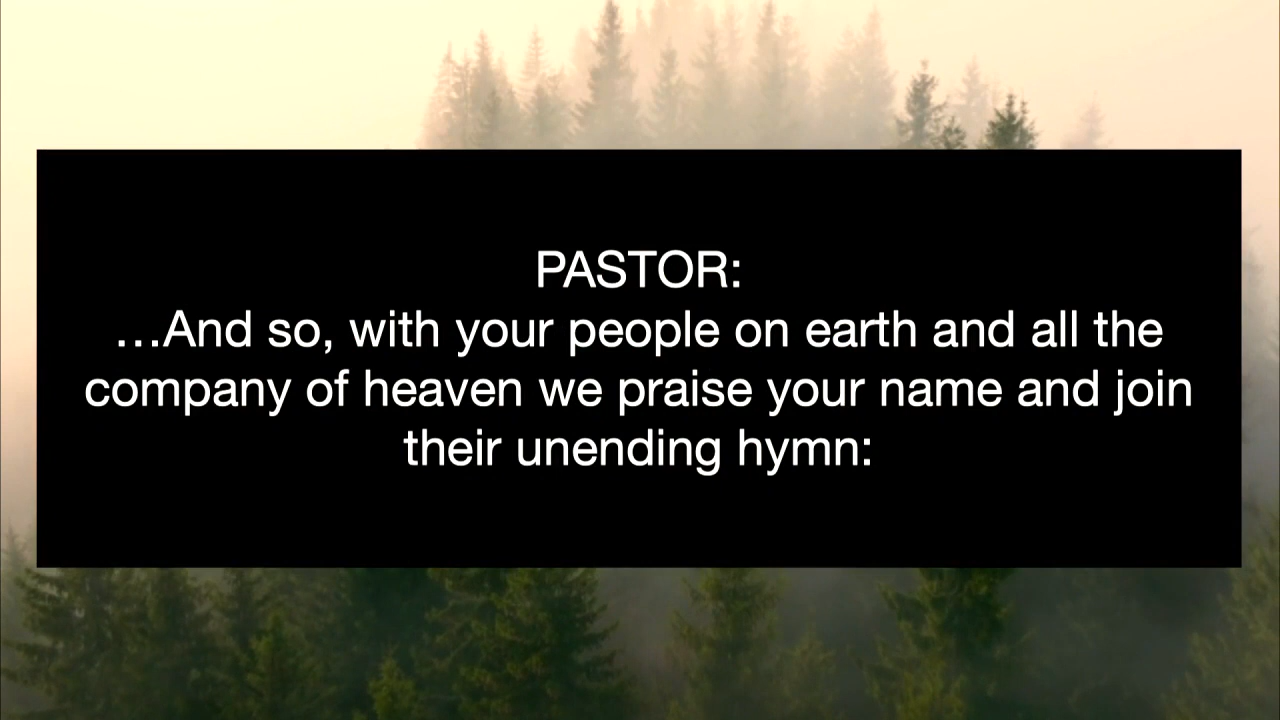 PASTOR:
…And so, with your people on earth and all the
company of heaven we praise your name and join
their unending hymn: